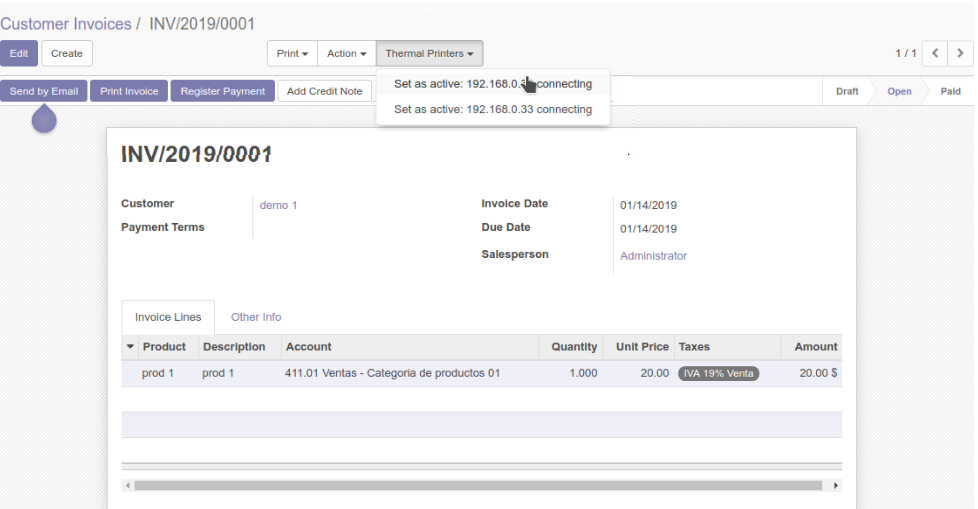 Customer Invoices / INV/2019/0001
Edit Create Print Action Thermal Printers 1 / 1
Set as active: 192.168.0. connecting
Set as active: 192.168.0.33 connecting
Send by Email Print Invoice Register Payment Add Credit Note Draft Open Paid
INV/2019/0001
Customer demo 1 Invoice Date 01/14/2019
Payment Terms Due Date 01/14/2019
Salesperson Administrator
Invoice Lines Other Info
Product Description Account Quantity Unit Price Taxes Amount
prod 1 prod 1 411.01 Ventas - Categoria de productos 01 1.000 20.00 IVA 19% Venta 20.00 $